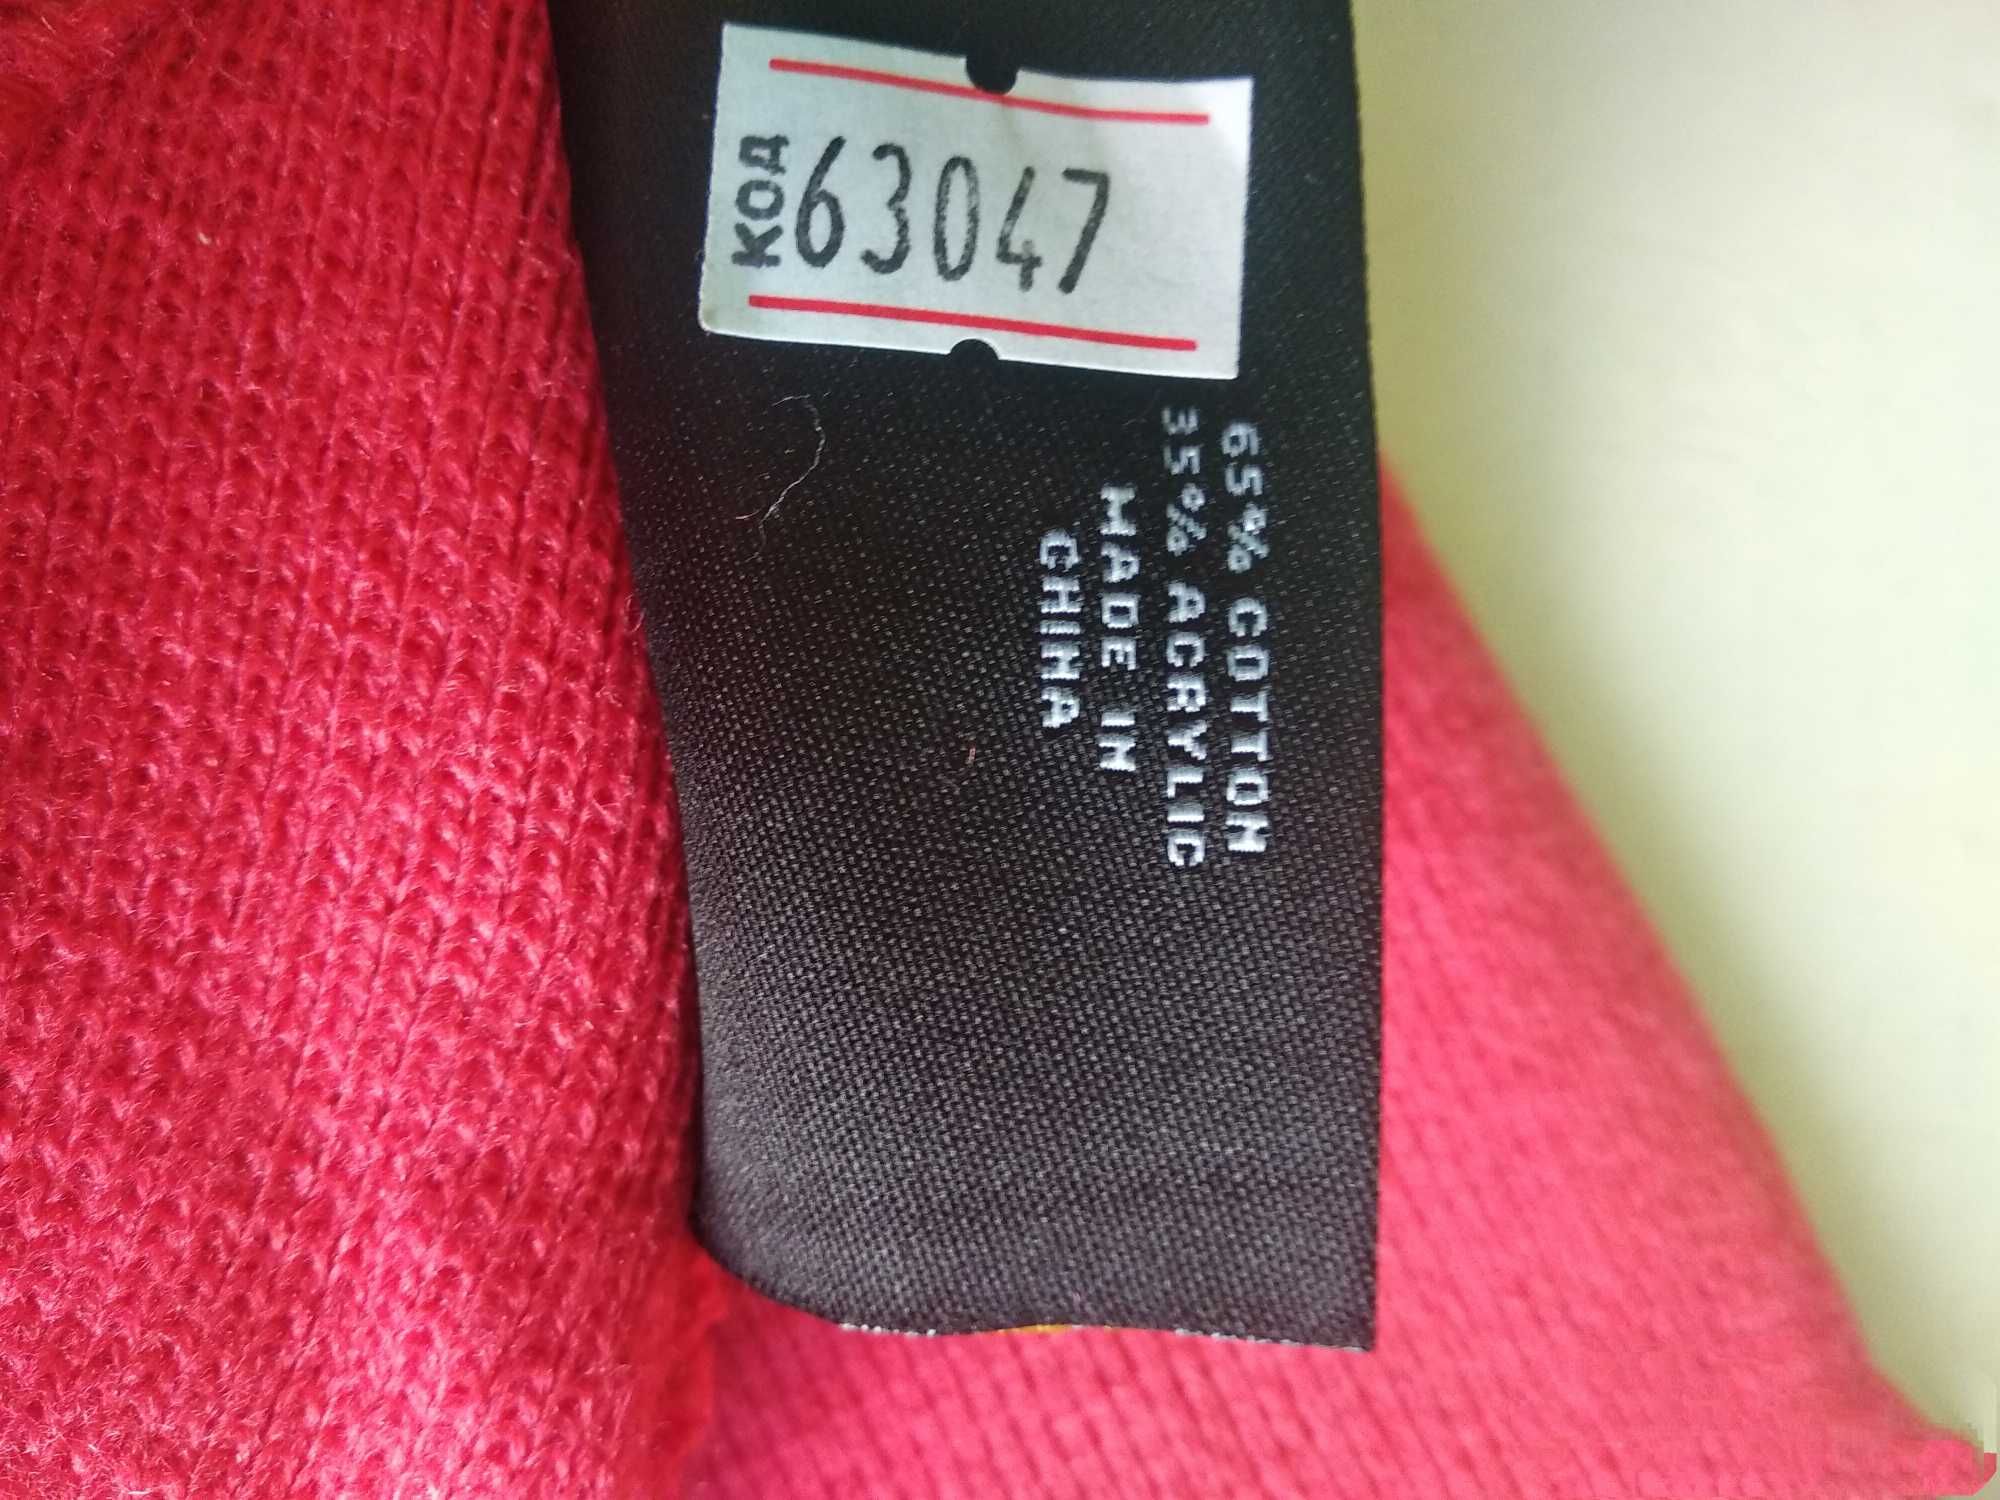 КОД 63047
65% COTTON
35% ACRYLIC
MADE IN
CHINA